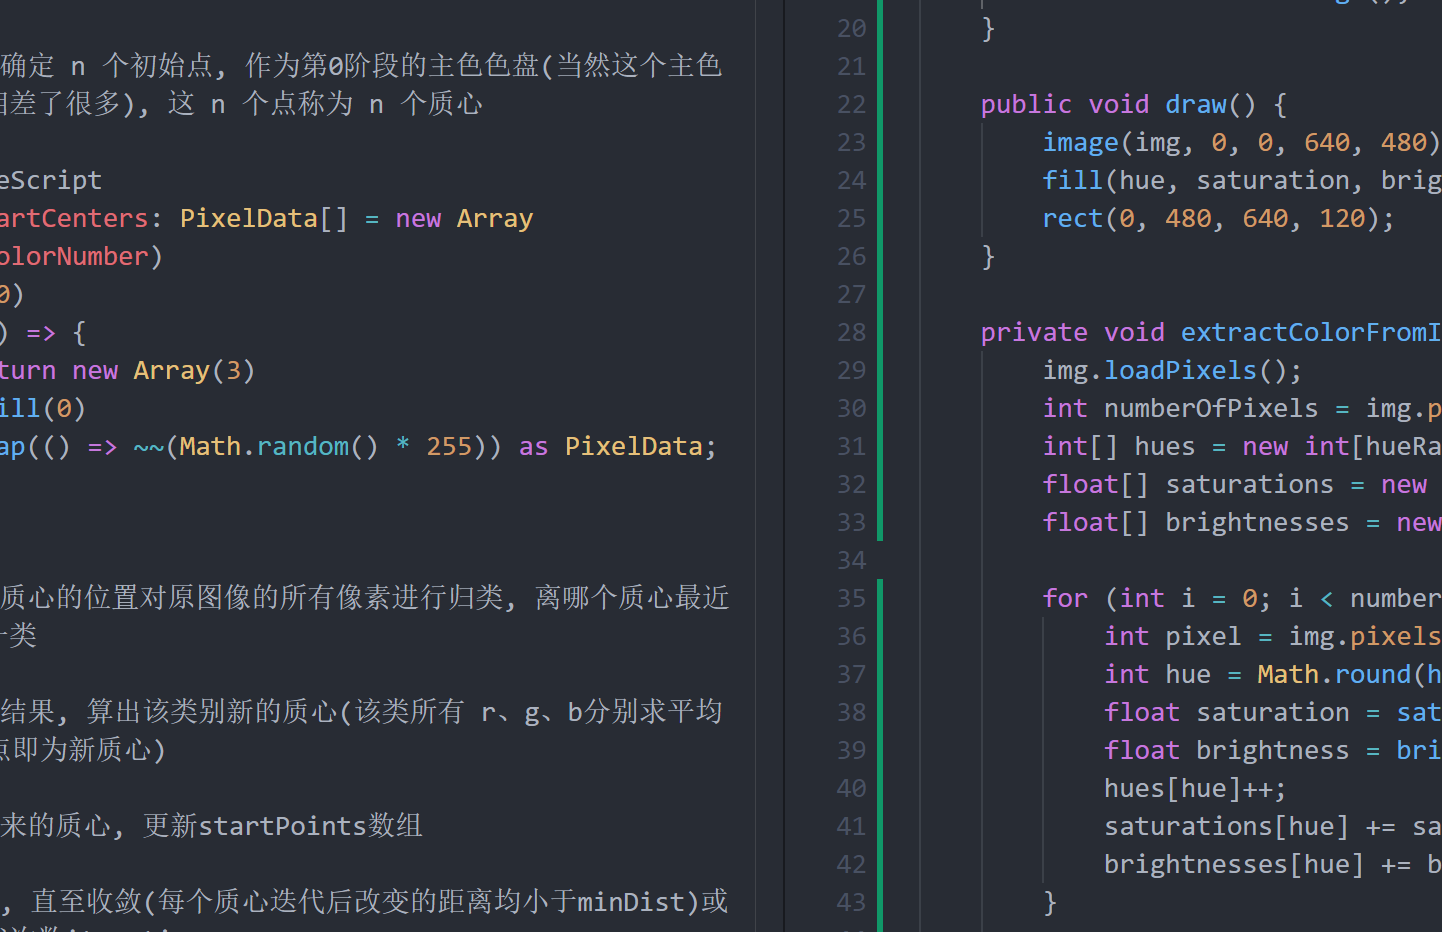 确定 n 个初始点, 作为第0阶段的主色色盘(当然这个主色
相差了很多), 这 n 个点称为 n 个质心
eScript
artCenters: PixelData[] = new Array
olorNumber)
0)
) => {
turn new Array(3)
ill(0)
ap(() => ~~(Math.random() * 255)) as PixelData;
质心的位置对原图像的所有像素进行归类, 离哪个质心最近
一类
结果, 算出该类别新的质心(该类所有 r、g、b分别求平均
点即为新质心)
来的质心, 更新startPoints数组
, 直至收敛(每个质心迭代后改变的距离均小于minDist)或
20 }
21
22 public void draw() {
23 image(img, 0, 0, 640, 480)
24 fill(hue, saturation, brig
25 rect(0, 480, 640, 120);
26 }
27
28 private void extractColorFromI
29 img.loadPixels();
30 int numberOfPixels = img.p
31 int[] hues = new int[hueRa
32 float[] saturations = new
33 float[] brightnesses = new
34
35 for (int i = 0; i < number
36 int pixel = img.pixels
37 int hue = Math.round(h
38 float saturation = sat
39 float brightness = bri
40 hues[hue]++;
41 saturations[hue] += sa
42 brightnesses[hue] += b
43 }